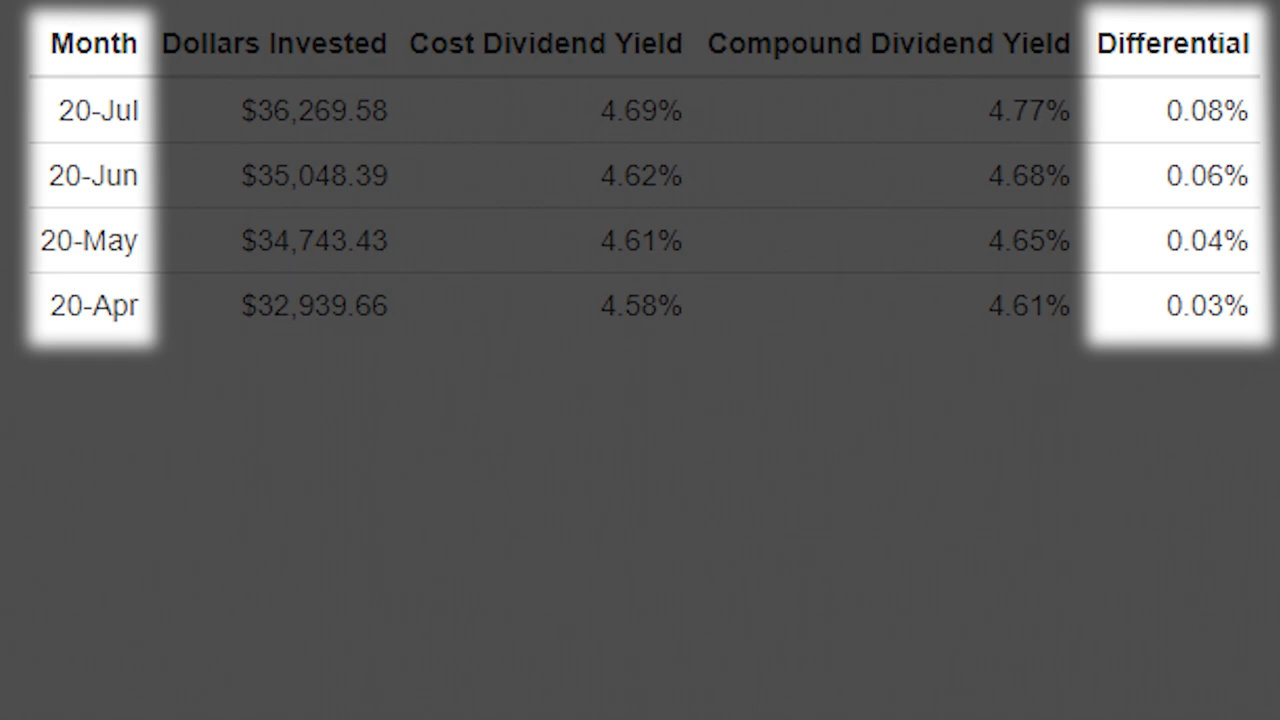 Month Dollars Invested Cost Dividend Yield Compound Dividend Yield Differential
20-Jul $36,269.58 4.69% 4.77% 0.08%
20-Jun $35,048.39 4.62% 4.68% 0.06%
20-May $34,743.43 4.61% 4.65% 0.04%
20-Apr $32,939.66 4.58% 4.61% 0.03%